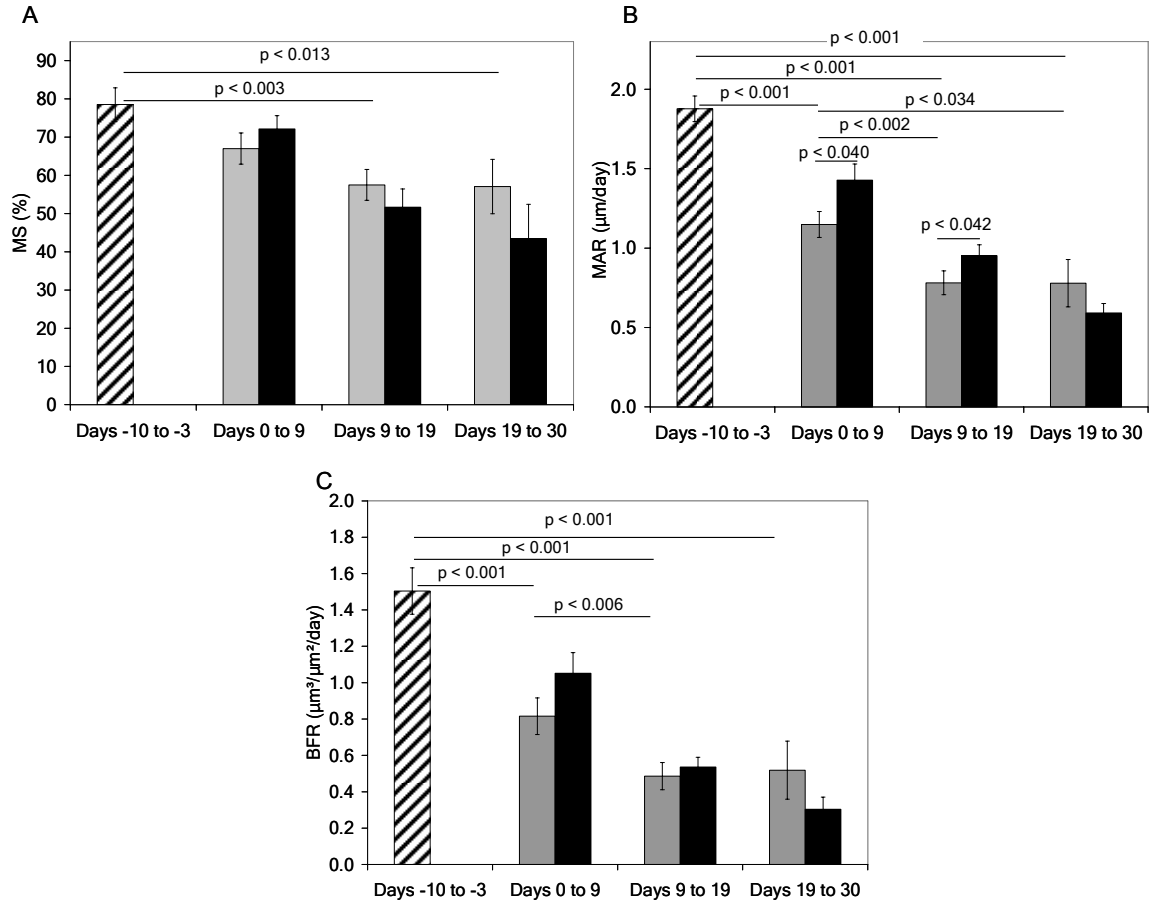 A
MS (%)
90
80
70
60
50
40
30
20
10
0
p < 0.013
p < 0.003
Days -10 to -3 Days 0 to 9 Days 9 to 19 Days 19 to 30
B
MAR (µm/day)
2.0
1.5
1.0
0.5
0.0
p < 0.001
p < 0.001
p < 0.001
p < 0.034
p < 0.002
p < 0.040
p < 0.042
Days -10 to -3 Days 0 to 9 Days 9 to 19 Days 19 to 30
C
BFR (µm³/µm²/day)
2.0
1.8
1.6
1.4
1.2
1.0
0.8
0.6
0.4
0.2
0.0
p < 0.001
p < 0.001
p < 0.001
p < 0.006
Days -10 to -3 Days 0 to 9 Days 9 to 19 Days 19 to 30